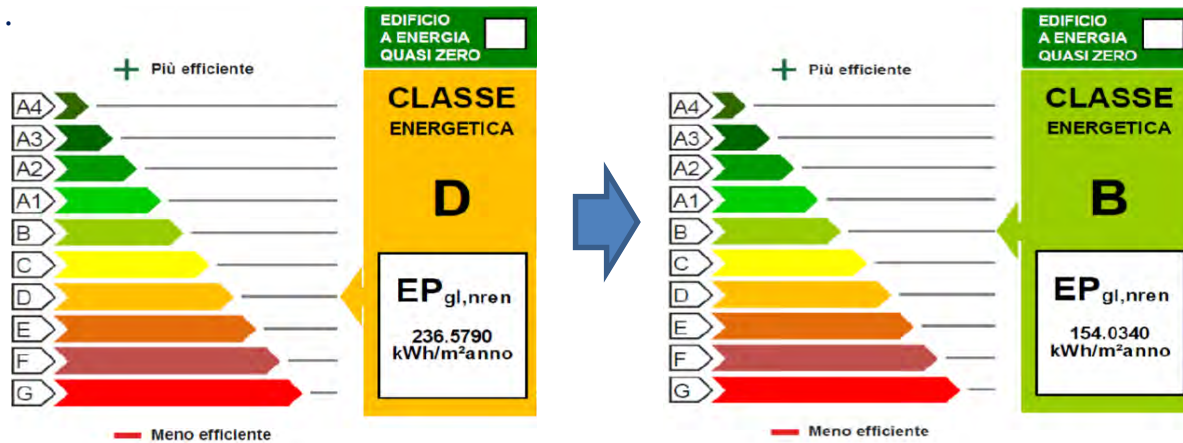 EDIFICIO
A ENERGIA
QUASI ZERO
Più efficiente
CLASSE
ENERGETICA
A4
A3
A2
A1
B
C
D
E
F
G
D
EPgl,nren
236.5790
kWh/m²anno
Meno efficiente
EDIFICIO
A ENERGIA
QUASI ZERO
Più efficiente
CLASSE
ENERGETICA
A4
A3
A2
A1
B
C
D
E
F
G
B
EPgl,nren
154.0340
kWh/m²anno
Meno efficiente